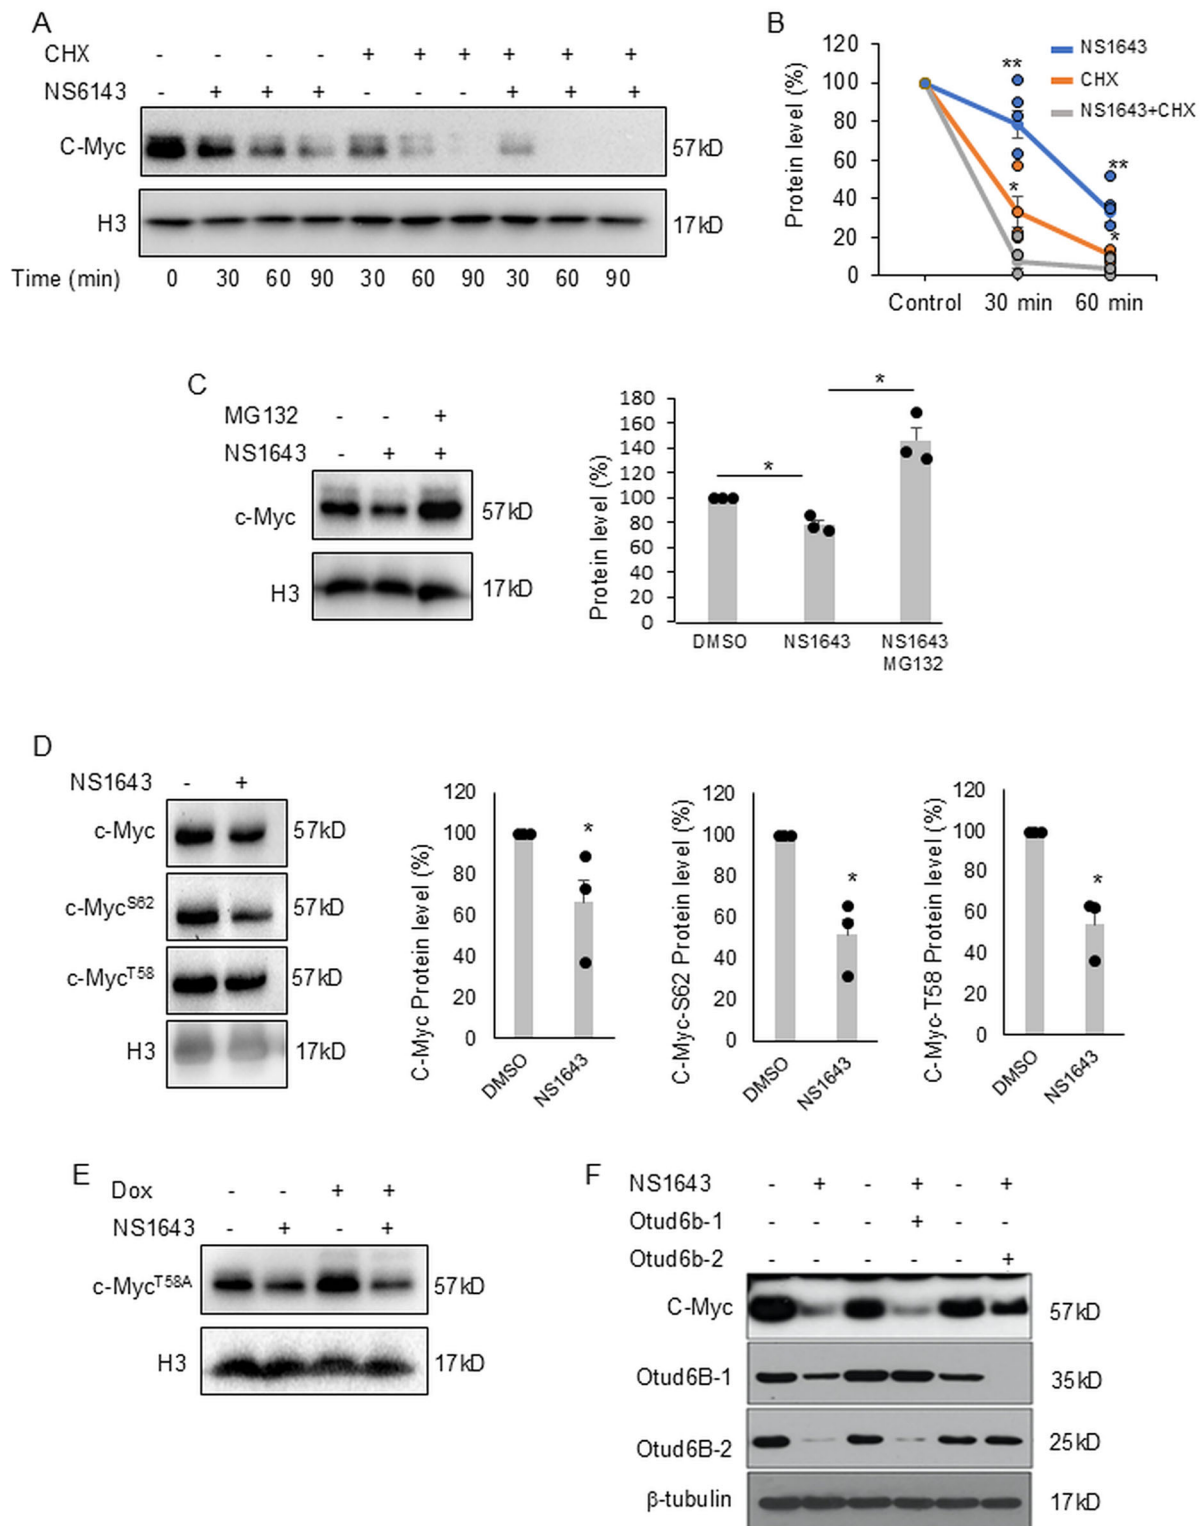 A
CHX - - - - + + + + + +
NS6143 - + + + - - - + + +
C-Myc 57kD
H3 17kD
Time (min) 0 30 60 90 30 60 90 30 60 90
B
Protein level (%)
120
100
80
60
40
20
0
** ** * *
NS1643
CHX
NS1643+CHX
Control 30 min 60 min
C
MG132 - - +
NS1643 - + +
c-Myc 57kD
H3 17kD
Protein level (%)
180
160
140
120
100
80
60
40
20
0
* *
DMSO NS1643 NS1643
MG132
D
NS1643 - +
c-Myc 57kD
c-Myc^S62 57kD
c-Myc^T58 57kD
H3 17kD
C-Myc Protein level (%)
120
100
80
60
40
20
0
*
DMSO NS1643
C-Myc-S62 Protein level (%)
120
100
80
60
40
20
0
*
DMSO NS1643
C-Myc-T58 Protein level (%)
120
100
80
60
40
20
0
*
DMSO NS1643
E
Dox - - + +
NS1643 - + - +
c-Myc^T58A 57kD
H3 17kD
F
NS1643 - + - + - +
Otud6b-1 - - - + - -
Otud6b-2 - - - - - +
C-Myc 57kD
Otud6B-1 35kD
Otud6B-2 25kD
β-tubulin 17kD